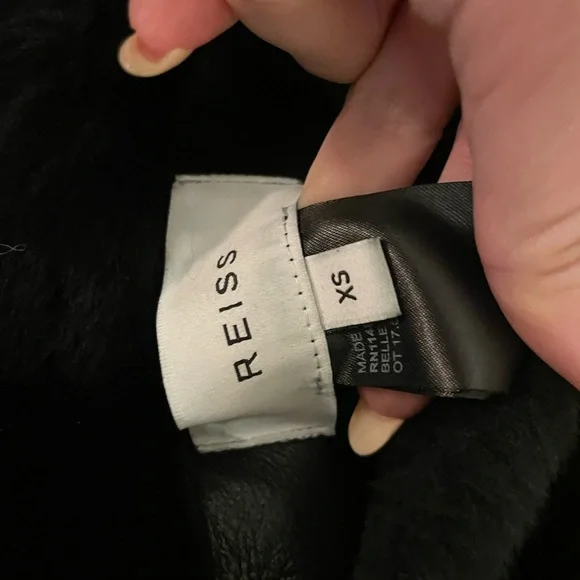 REISS
XS
MADE
RN114
BELLE
OT 17.